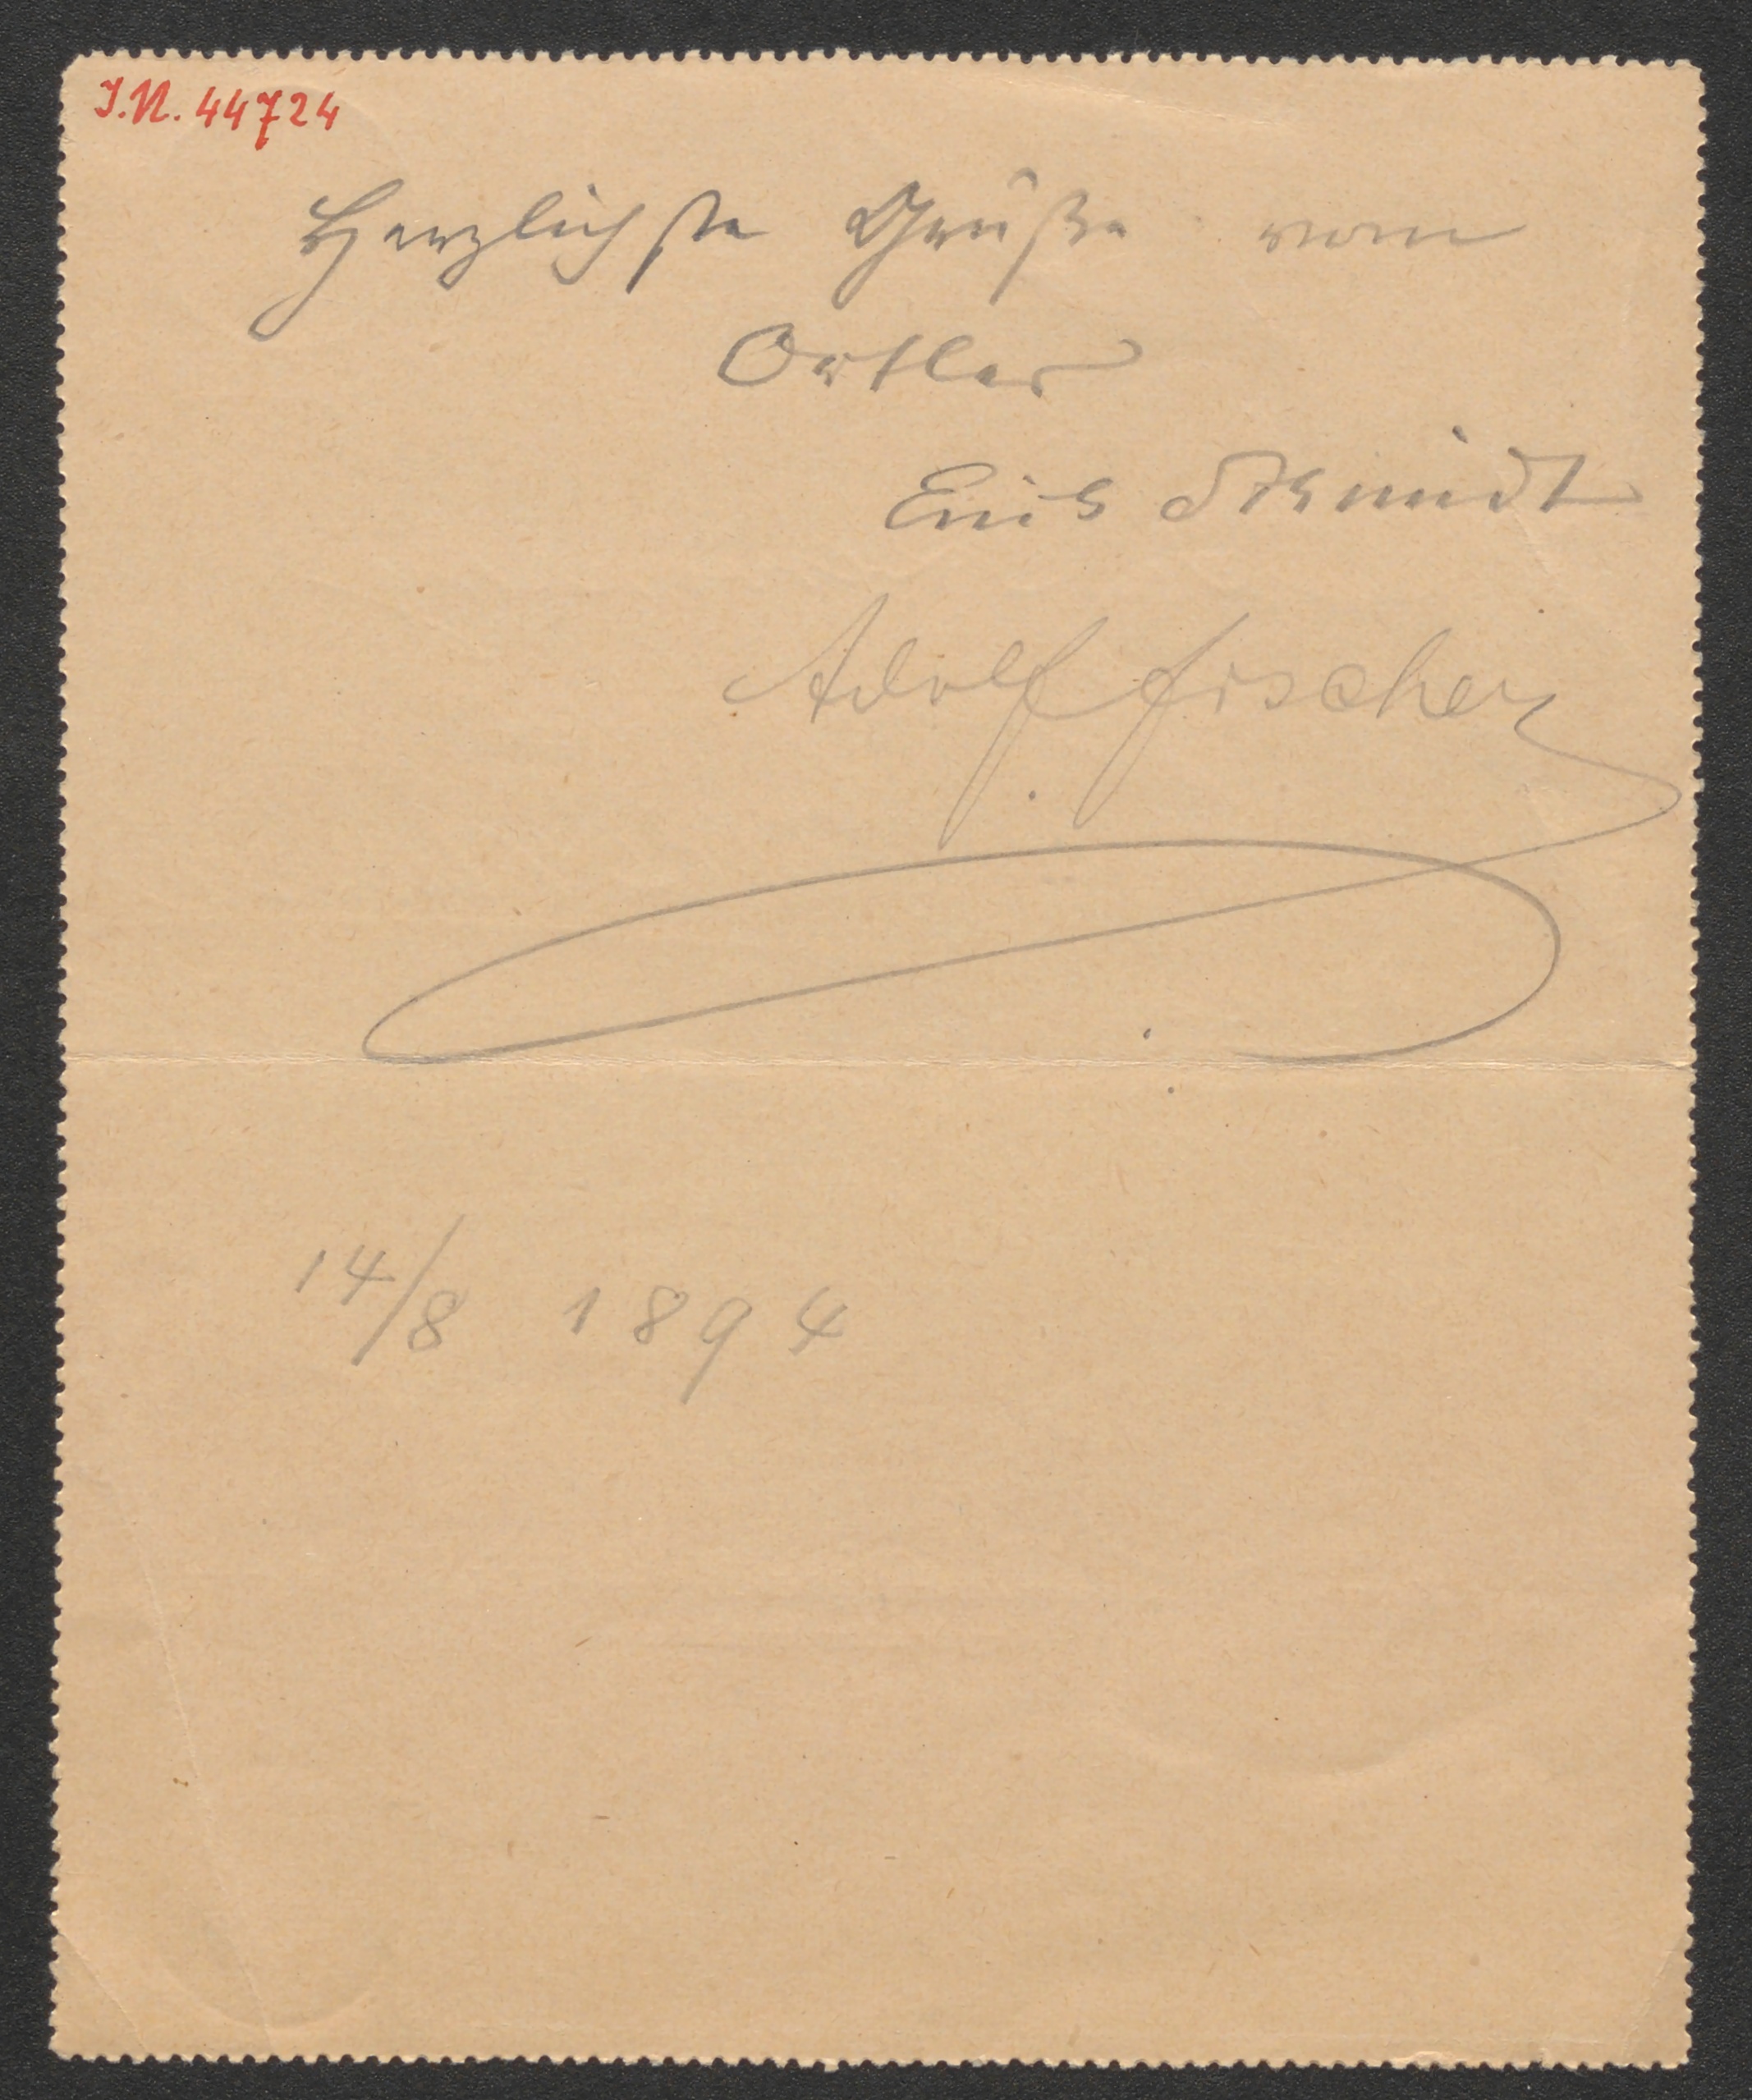 I.N. 44724
Herzlichste Grüße vom
Ortler
Erich Schmidt
Adolf Fischer
14/8 1894